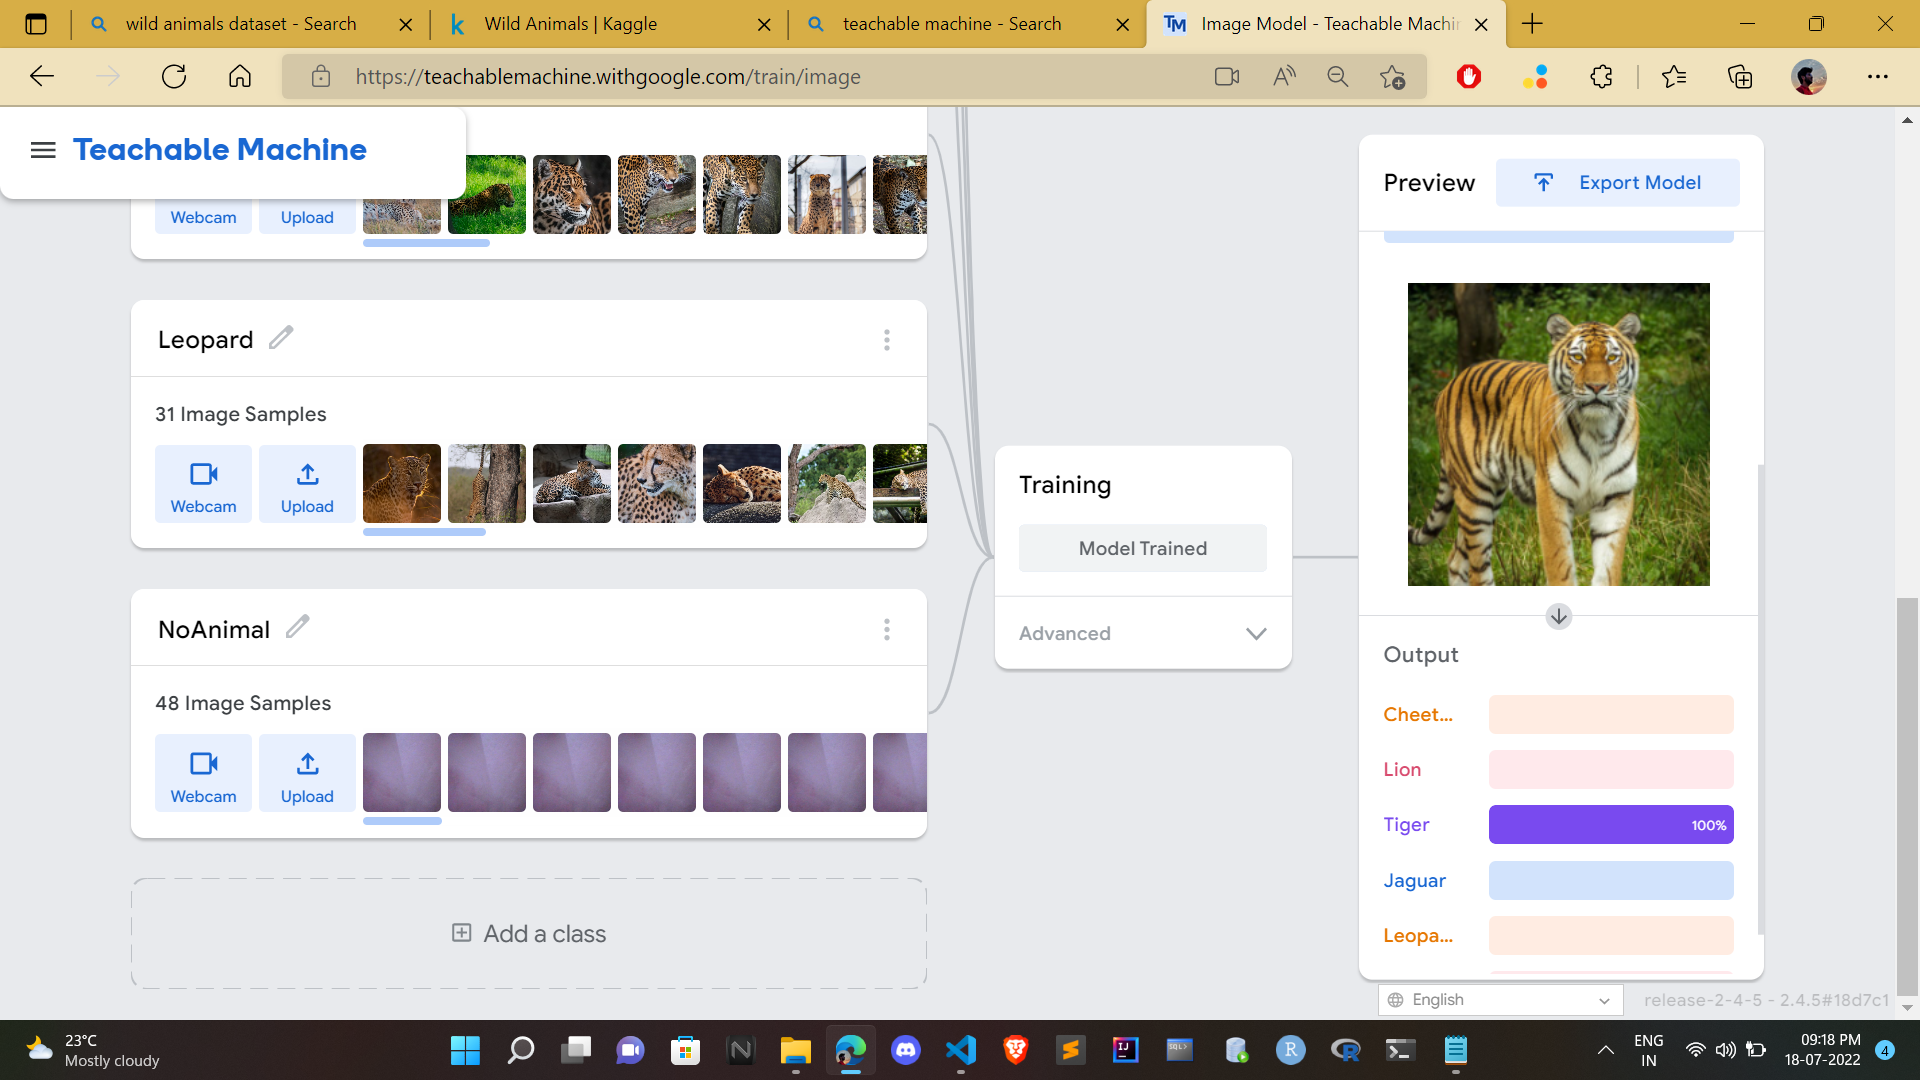 wild animals dataset - Search
Wild Animals | Kaggle
teachable machine - Search
Image Model - Teachable Machi
https://teachablemachine.withgoogle.com/train/image
Teachable Machine
Webcam
Upload
Leopard
31 Image Samples
Webcam
Upload
NoAnimal
48 Image Samples
Webcam
Upload
Add a class
Training
Model Trained
Advanced
Preview
Export Model
Output
Cheet...
Lion
Tiger
100%
Jaguar
Leopa...
English
release-2-4-5 - 2.4.5#18d7c1
23°C
Mostly cloudy
ENG
IN
09:18 PM
18-07-2022
4